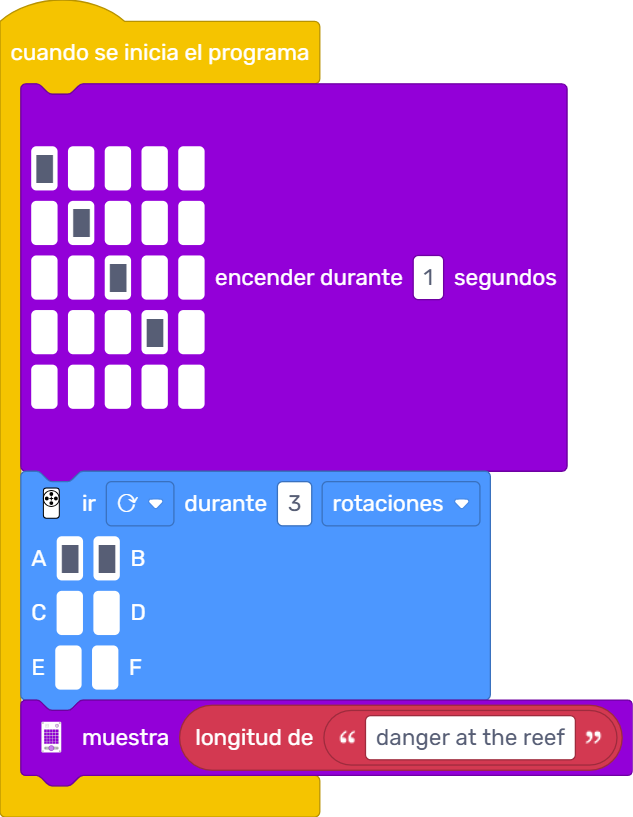 cuando se inicia el programa
encender durante 1 segundos
ir durante 3 rotaciones
A B
C D
E F
muestra longitud de “ danger at the reef ”